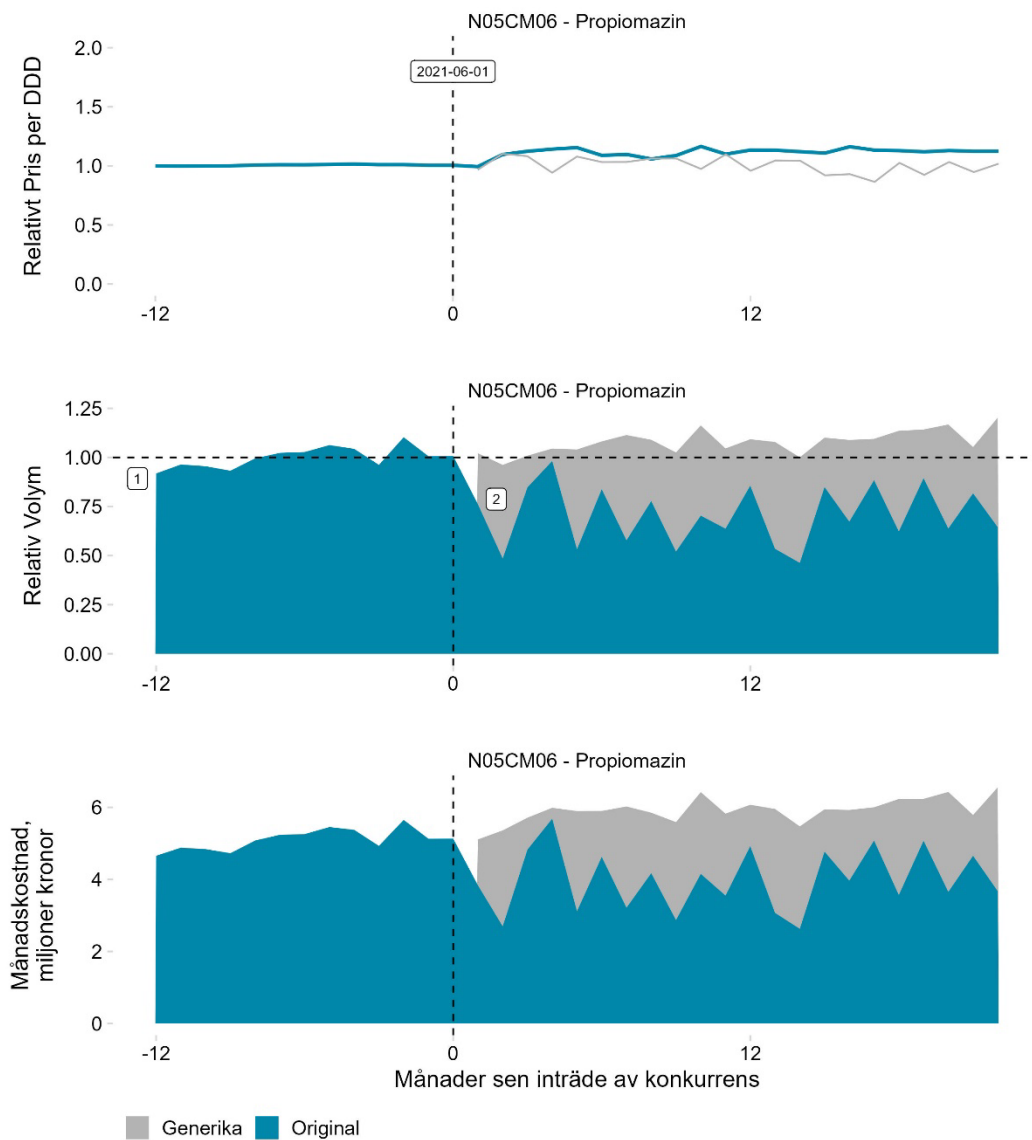 N05CM06 - Propiomazin
Relativt Pris per DDD
2.0
1.5
1.0
0.5
0.0
2021-06-01
-12
0
12
N05CM06 - Propiomazin
Relativ Volym
1.25
1.00
0.75
0.50
0.25
0.00
1
2
-12
0
12
N05CM06 - Propiomazin
Månadskostnad,
miljoner kronor
6
4
2
0
-12
0
12
Månader sen inträde av konkurrens
Generika
Original